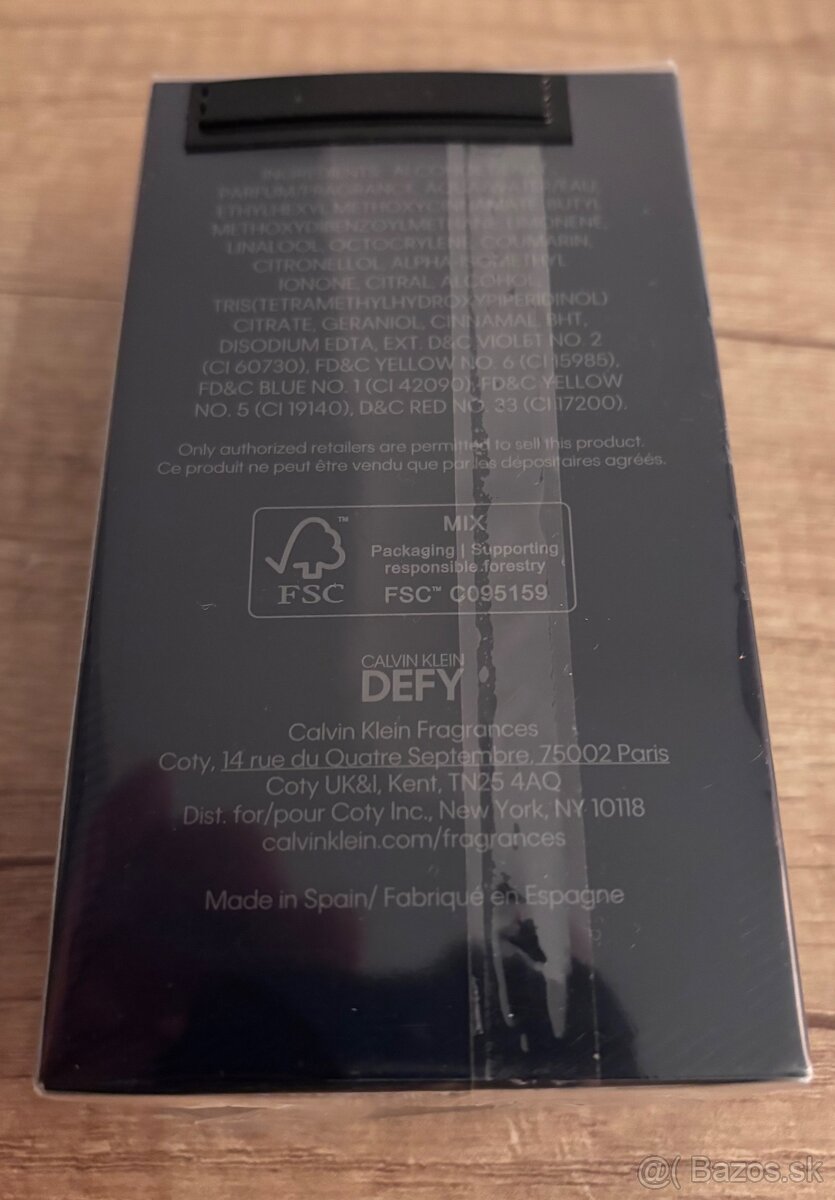 INGREDIENTS: ALCOHOL DENAT.,
PARFUM/FRAGRANCE, AQUA/WATER/EAU,
ETHYLHEXYL METHOXYCINNAMATE, BUTYL
METHOXYDIBENZOYLMETHANE, LIMONENE,
LINALOOL, OCTOCRYLENE, COUMARIN,
CITRONELLOL, ALPHA-ISOMETHYL
IONONE, CITRAL, ALCOHOL,
TRIS(TETRAMETHYLHYDROXYPIPERIDINOL)
CITRATE, GERANIOL, CINNAMAL, BHT,
DISODIUM EDTA, EXT. D&C VIOLET NO. 2
(CI 60730), FD&C YELLOW NO. 6 (CI 15985),
FD&C BLUE NO. 1 (CI 42090), FD&C YELLOW
NO. 5 (CI 19140), D&C RED NO. 33 (CI 17200).
Only authorized retailers are permitted to sell this product.
Ce produit ne peut être vendu que par les dépositaires agréés.
FSC
MIX
Packaging | Supporting
responsible forestry
FSC™ C095159
CALVIN KLEIN
DEFY
Calvin Klein Fragrances
Coty, 14 rue du Quatre Septembre, 75002 Paris
Coty UK&I, Kent, TN25 4AQ
Dist. for/pour Coty Inc., New York, NY 10118
calvinklein.com/fragrances
Made in Spain/ Fabriqué en Espagne
@( Bazos.sk